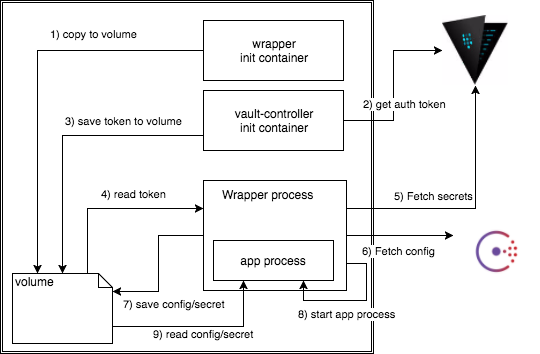 1) copy to volume
wrapper
init container
2) get auth token
vault-controller
init container
3) save token to volume
4) read token
Wrapper process
5) Fetch secrets
6) Fetch config
app process
volume
7) save config/secret
8) start app process
9) read config/secret